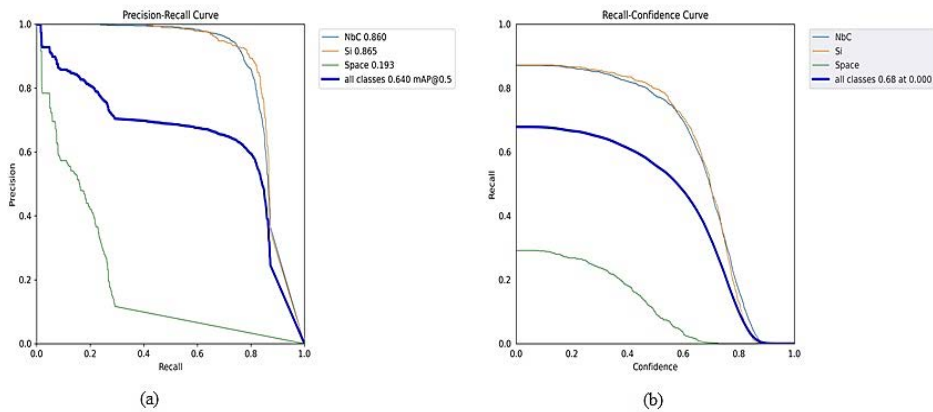 Precision-Recall Curve
NbC 0.860
Si 0.865
Space 0.193
all classes 0.640 mAP@0.5
1.0
0.8
0.6
0.4
0.2
0.0
Precision
0.0 0.2 0.4 0.6 0.8 1.0
Recall
(a)
Recall-Confidence Curve
NbC
Si
Space
all classes 0.68 at 0.000
1.0
0.8
0.6
0.4
0.2
0.0
Recall
0.0 0.2 0.4 0.6 0.8 1.0
Confidence
(b)